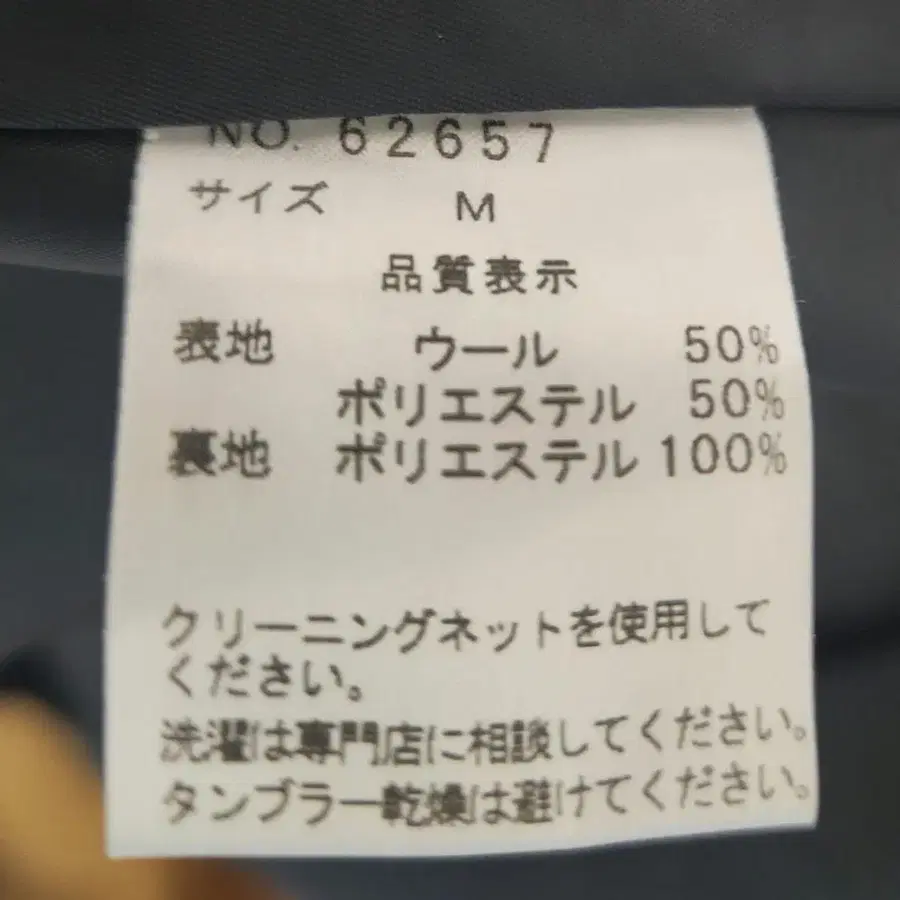 NO. 62657
サイズ M
品質表示
表地 ウール 50%
ポリエステル 50%
裏地 ポリエステル 100%
クリーニングネットを使用して
ください。
洗濯は専門店に相談してください。
タンブラー乾燥は避けてください。